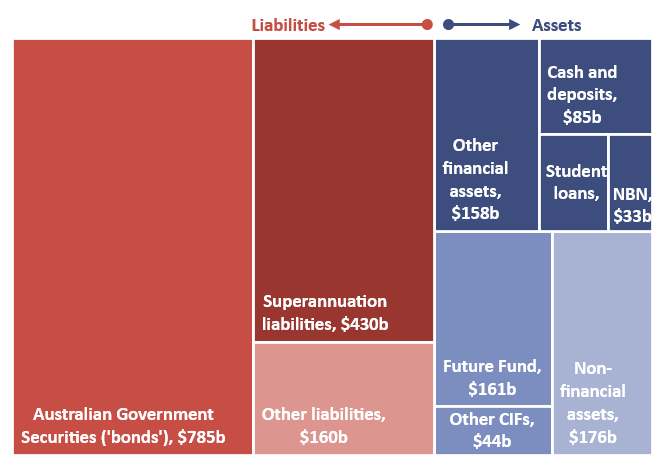 Liabilities
Assets
Australian Government
Securities ('bonds'), $785b
Superannuation
liabilities, $430b
Other liabilities,
$160b
Other
financial
assets,
$158b
Cash and
deposits,
$85b
Student
loans,
NBN,
$33b
Future Fund,
$161b
Other CIFs,
$44b
Non-
financial
assets,
$176b